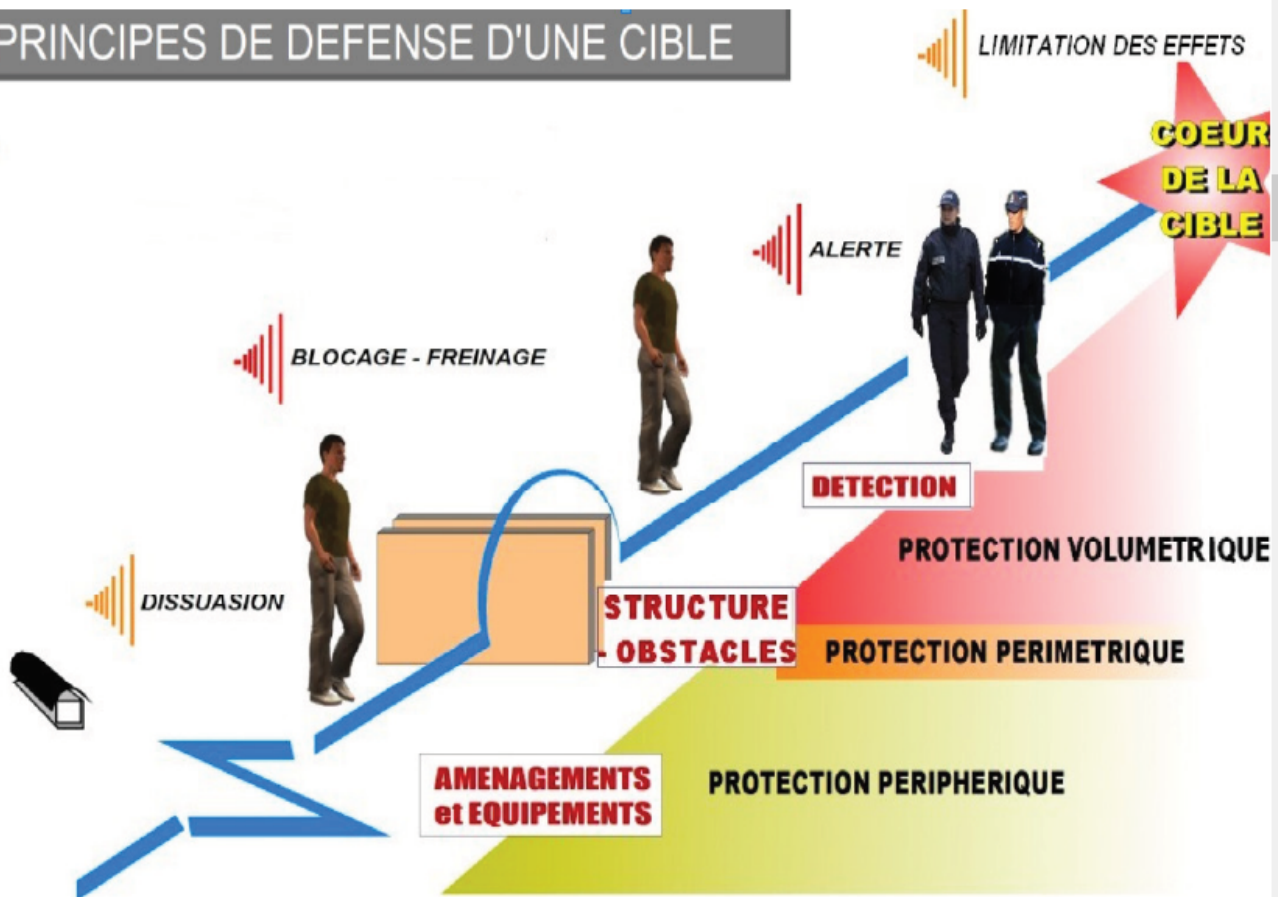 PRINCIPES DE DEFENSE D'UNE CIBLE
LIMITATION DES EFFETS
COEUR
DE LA
CIBLE
ALERTE
BLOCAGE - FREINAGE
DETECTION
PROTECTION VOLUMETRIQUE
DISSUASION
STRUCTURE
- OBSTACLES
PROTECTION PERIMETRIQUE
AMENAGEMENTS
et EQUIPEMENTS
PROTECTION PERIPHERIQUE